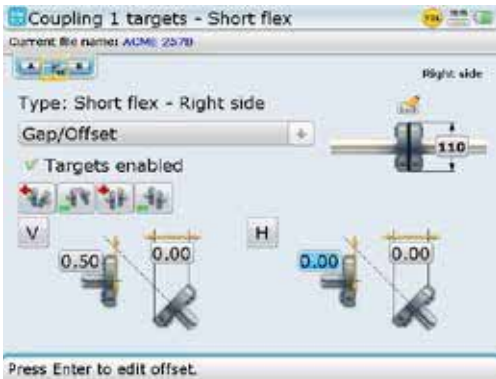 Coupling 1 targets - Short flex
Current file name: ACME 2570
Right side
Type: Short flex - Right side
Gap/Offset
110
Targets enabled
V
0.50
0.00
H
0.00
0.00
Press Enter to edit offset.